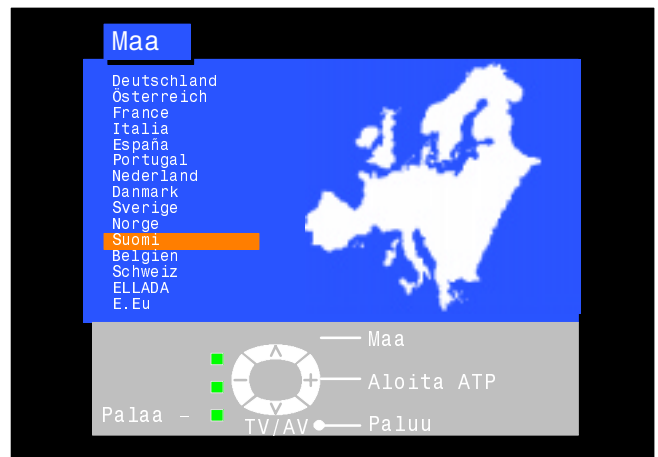 Maa
Deutschland
Österreich
France
Italia
España
Portugal
Nederland
Danmark
Sverige
Norge
Suomi
Belgien
Schweiz
ELLADA
E.Eu
Maa
Aloita ATP
Palaa -
TV/AV
Paluu